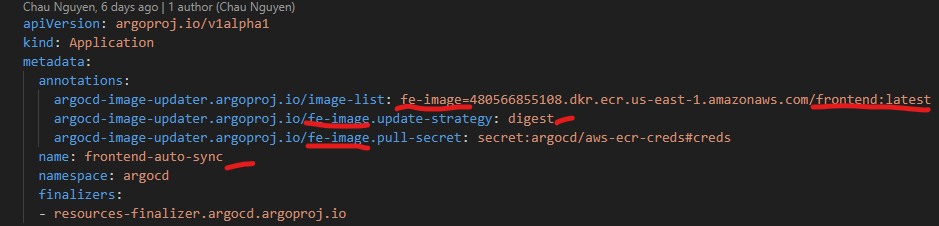 Chau Nguyen, 6 days ago | 1 author (Chau Nguyen)
apiVersion: argoproj.io/v1alpha1
kind: Application
metadata:
  annotations:
    argocd-image-updater.argoproj.io/image-list: fe-image=480566855108.dkr.ecr.us-east-1.amazonaws.com/frontend:latest
    argocd-image-updater.argoproj.io/fe-image.update-strategy: digest
    argocd-image-updater.argoproj.io/fe-image.pull-secret: secret:argocd/aws-ecr-creds#creds
  name: frontend-auto-sync
  namespace: argocd
  finalizers:
  - resources-finalizer.argocd.argoproj.io